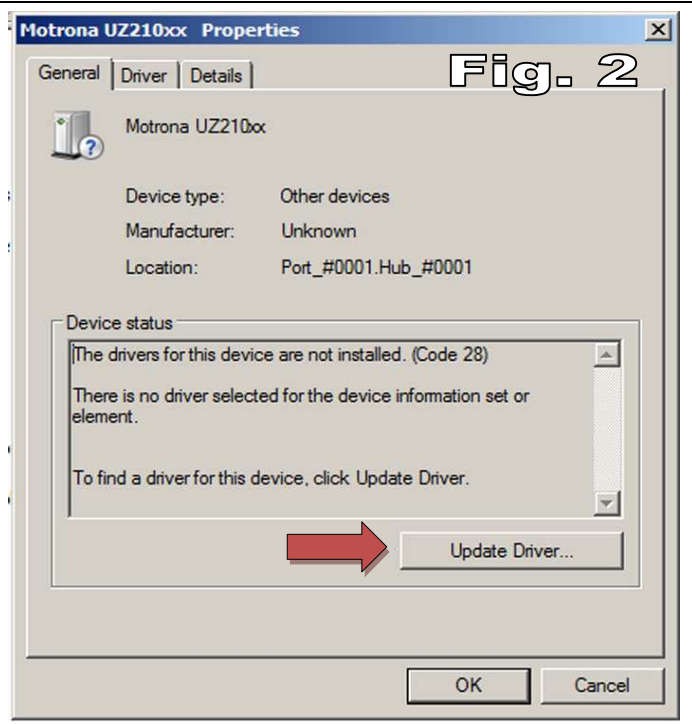 Motrona UZ210xx Properties
Fig. 2
General Driver Details
Motrona UZ210xx
Device type: Other devices
Manufacturer: Unknown
Location: Port_#0001.Hub_#0001
Device status
The drivers for this device are not installed. (Code 28)
There is no driver selected for the device information set or
element.
To find a driver for this device, click Update Driver.
Update Driver...
OK Cancel